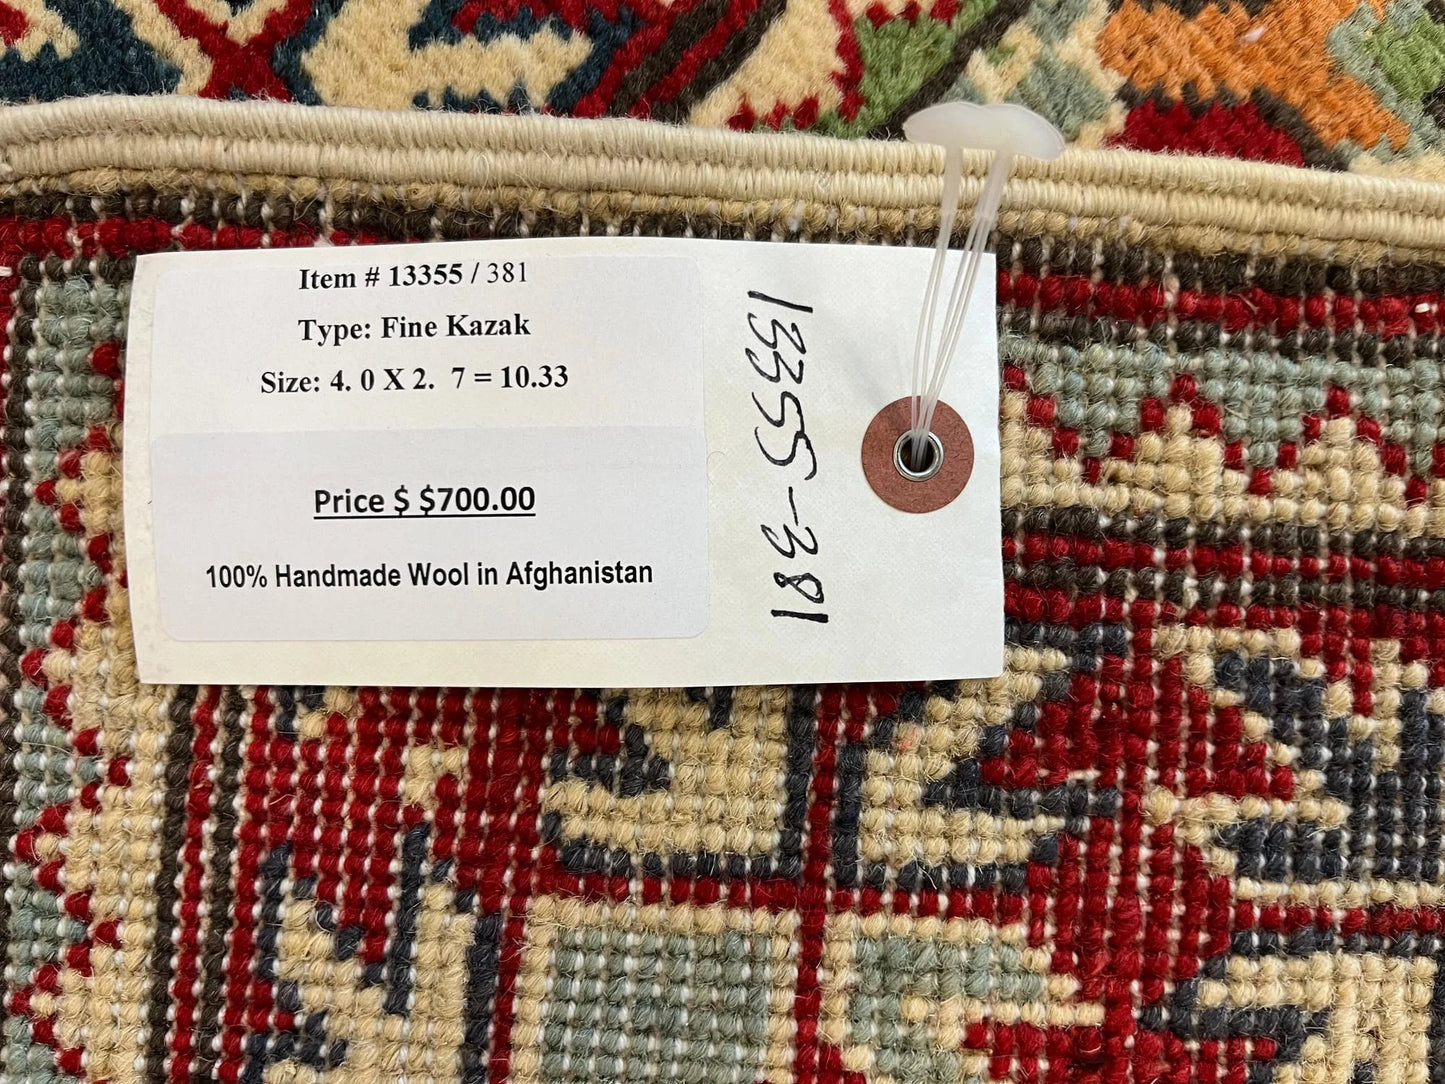 Item # 13355 / 381
Type: Fine Kazak
Size: 4. 0 X 2.  7 = 10.33
Price $ $700.00
100% Handmade Wool in Afghanistan
13355-381